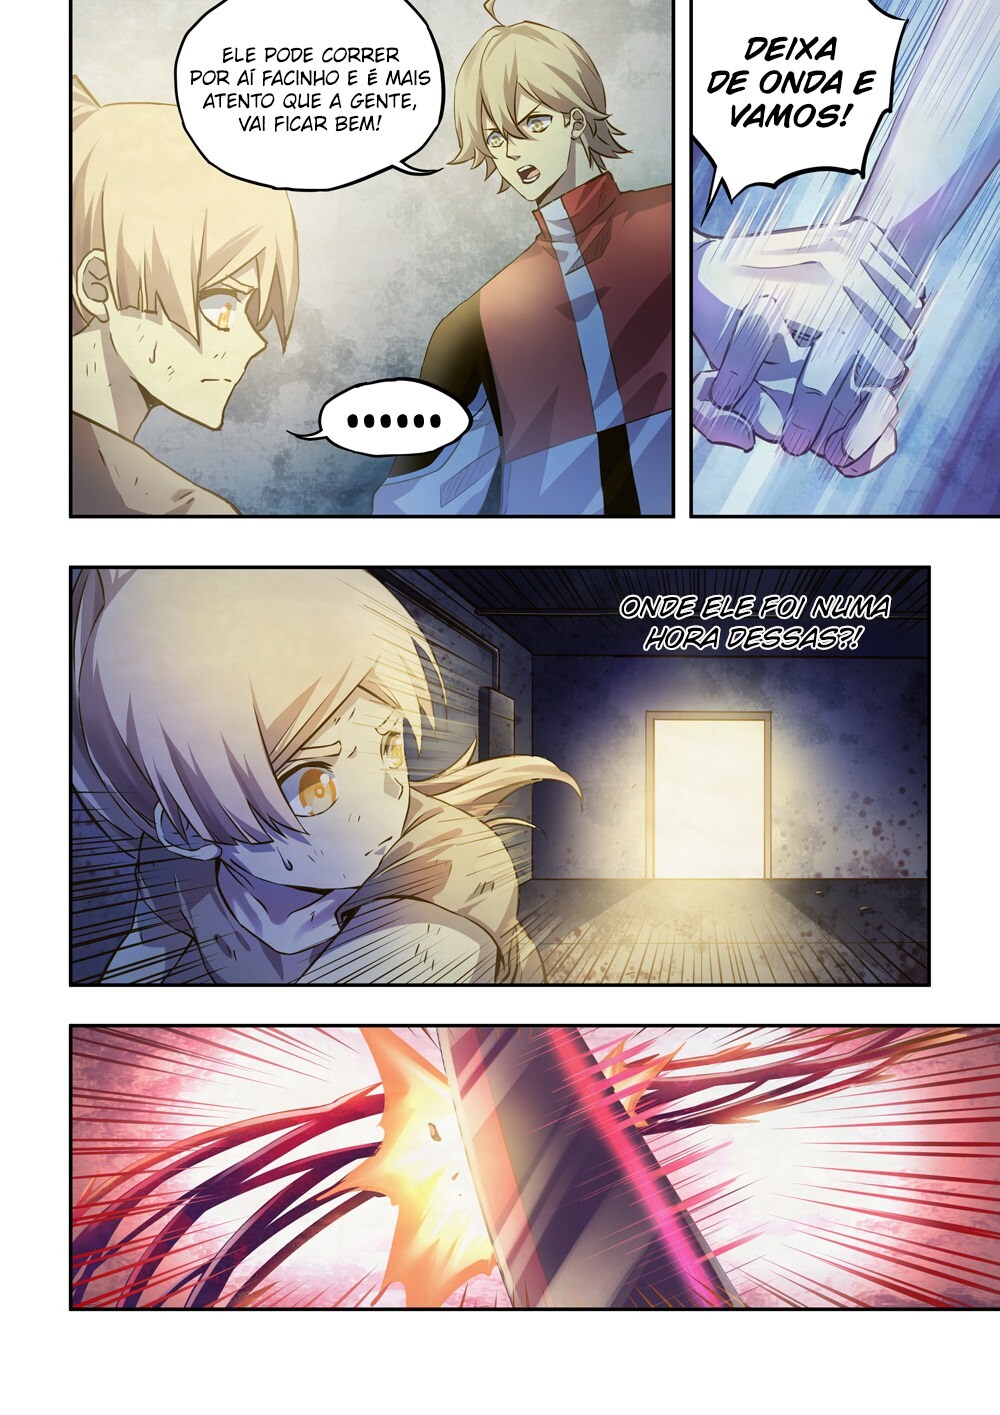 ELE PODE CORRER
POR AÍ FACINHO E É MAIS
ATENTO QUE A GENTE,
VAI FICAR BEM!
••••••
DEIXA
DE ONDA E
VAMOS!
ONDE ELE FOI NUMA
HORA DESSAS?!